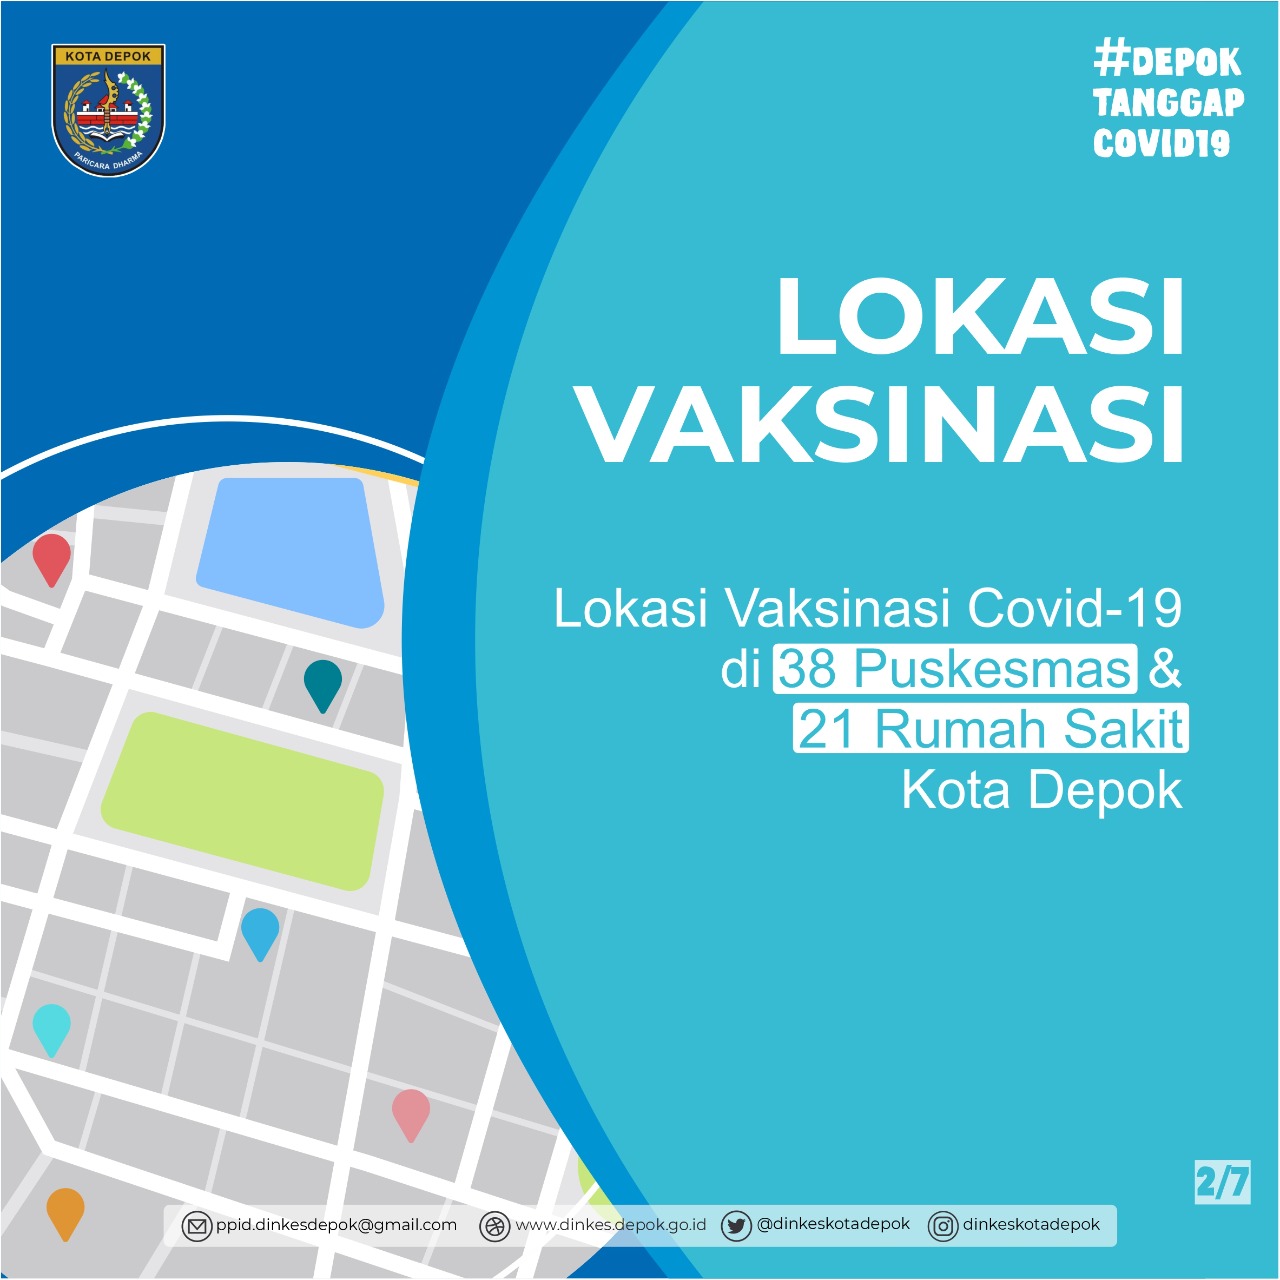 KOTA DEPOK
PARICARA DHARMA
#DEPOK
TANGGAP
COVID19
LOKASI
VAKSINASI
Lokasi Vaksinasi Covid-19
di 38 Puskesmas &
21 Rumah Sakit
Kota Depok
2/7
ppid.dinkesdepok@gmail.com www.dinkes.depok.go.id @dinkeskotadepok dinkeskotadepok